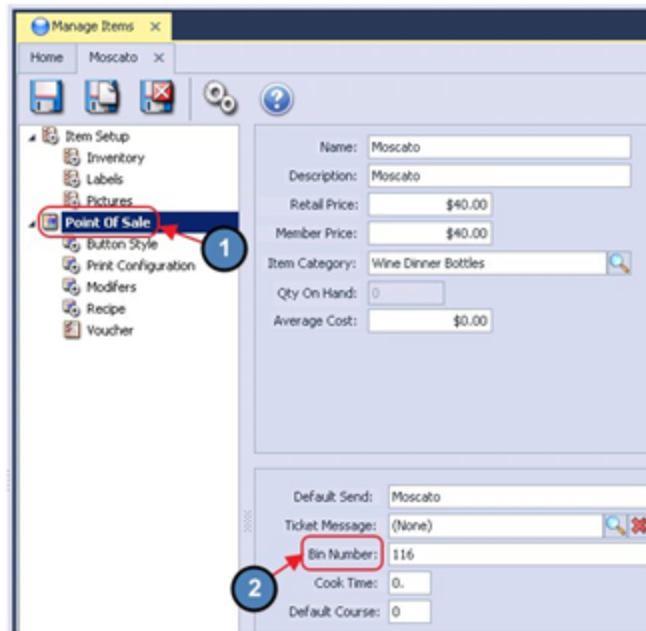 Manage Items
Home Moscato
Item Setup
Inventory
Labels
Pictures
Point Of Sale
1
Button Style
Print Configuration
Modifers
Recipe
Voucher
Name: Moscato
Description: Moscato
Retail Price: $40.00
Member Price: $40.00
Item Category: Wine Dinner Bottles
Qty On Hand: 0
Average Cost: $0.00
Default Send: Moscato
Ticket Message: (None)
Bin Number: 116
2
Cook Time: 0.
Default Course: 0